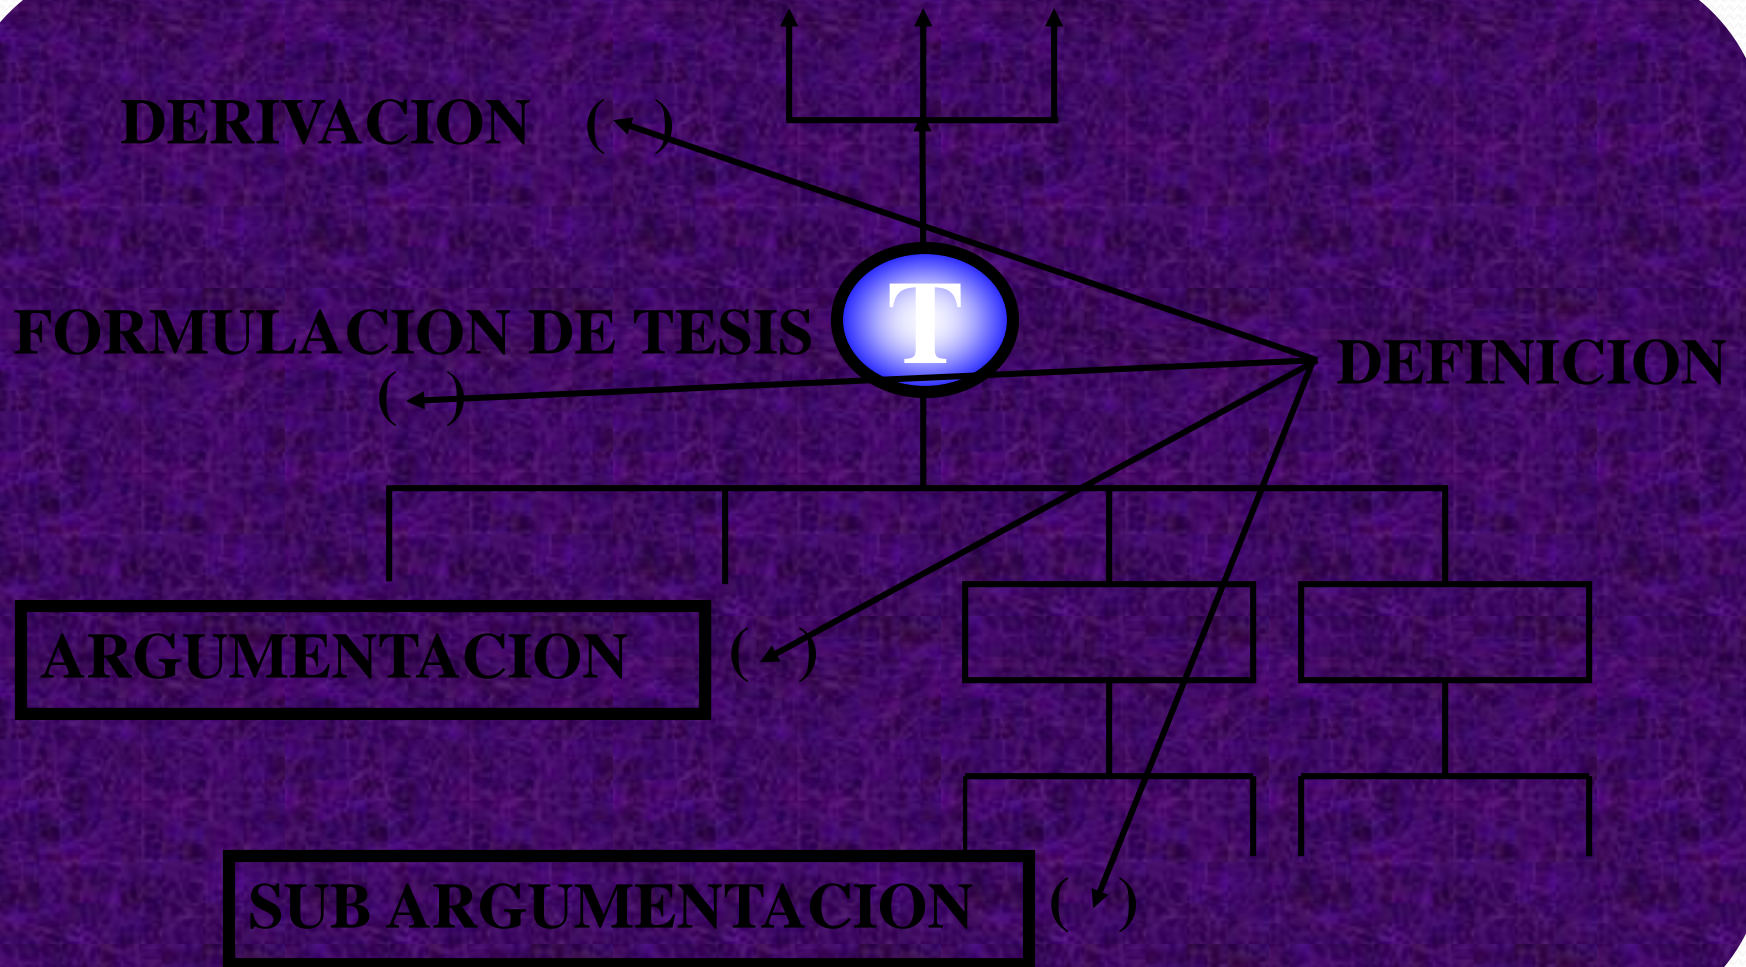 DERIVACION ( )
FORMULACION DE TESIS
( )
T
DEFINICION
ARGUMENTACION ( )
SUB ARGUMENTACION ( )